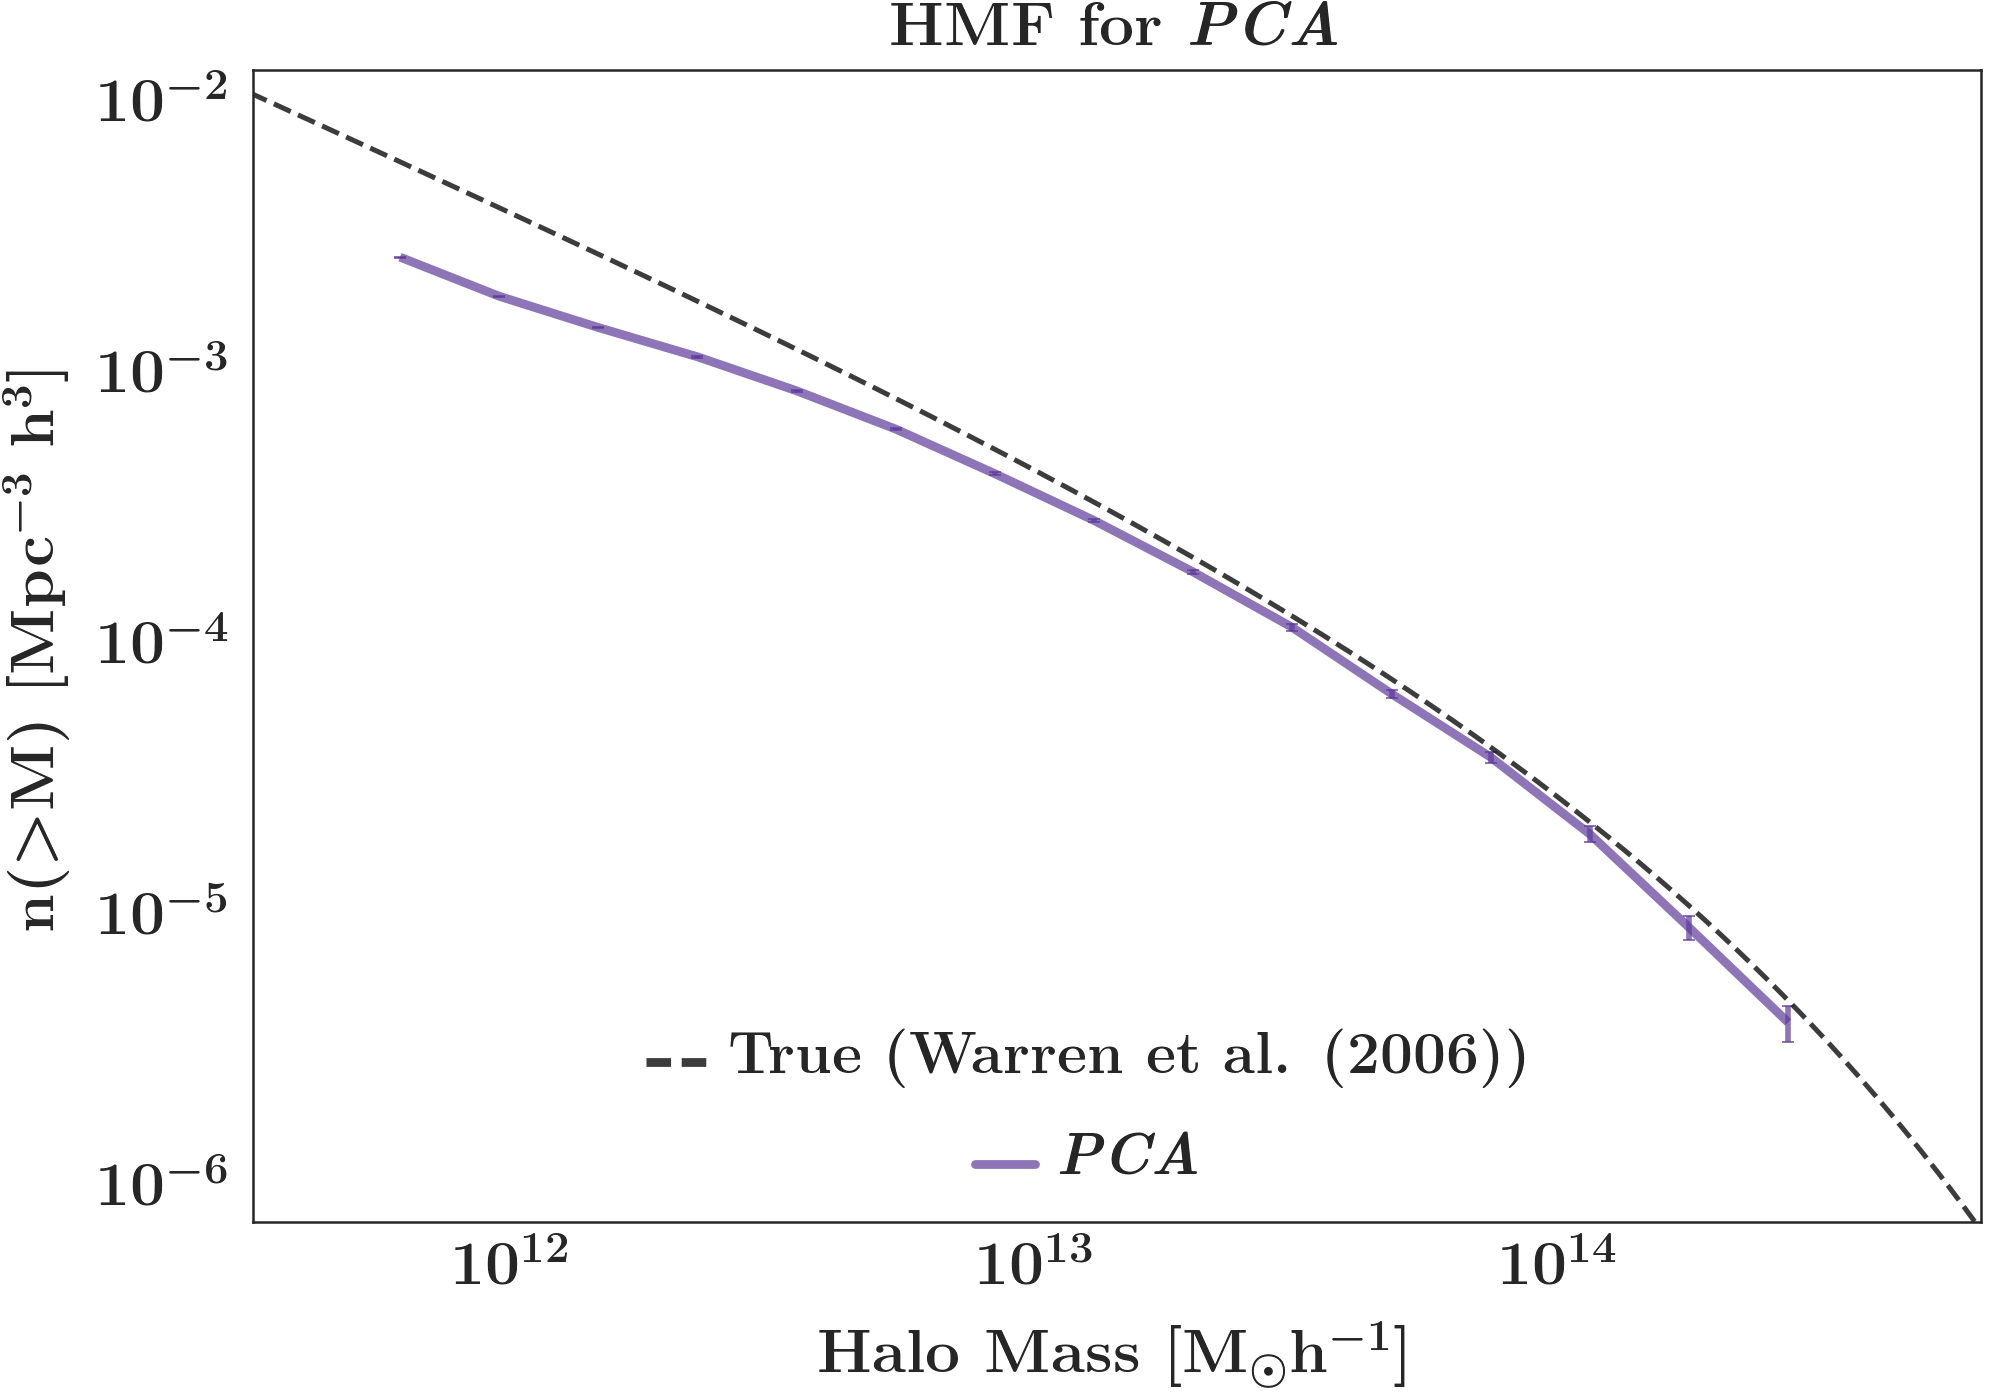 HMF for PCA
10⁻²
10⁻³
10⁻⁴
10⁻⁵
10⁻⁶
n(>M) [Mpc⁻³ h³]
True (Warren et al. (2006))
PCA
10¹²
10¹³
10¹⁴
Halo Mass [M☉h⁻¹]